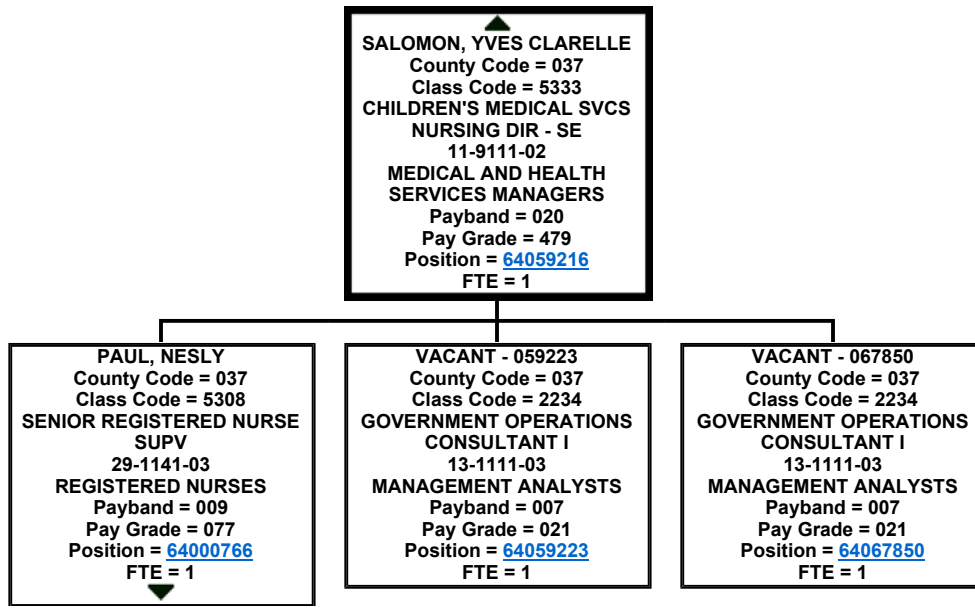 SALOMON, YVES CLARELLE
County Code = 037
Class Code = 5333
CHILDREN'S MEDICAL SVCS
NURSING DIR - SE
11-9111-02
MEDICAL AND HEALTH
SERVICES MANAGERS
Payband = 020
Pay Grade = 479
Position = 64059216
FTE = 1
PAUL, NESLY
County Code = 037
Class Code = 5308
SENIOR REGISTERED NURSE
SUPV
29-1141-03
REGISTERED NURSES
Payband = 009
Pay Grade = 077
Position = 64000766
FTE = 1
VACANT - 059223
County Code = 037
Class Code = 2234
GOVERNMENT OPERATIONS
CONSULTANT I
13-1111-03
MANAGEMENT ANALYSTS
Payband = 007
Pay Grade = 021
Position = 64059223
FTE = 1
VACANT - 067850
County Code = 037
Class Code = 2234
GOVERNMENT OPERATIONS
CONSULTANT I
13-1111-03
MANAGEMENT ANALYSTS
Payband = 007
Pay Grade = 021
Position = 64067850
FTE = 1